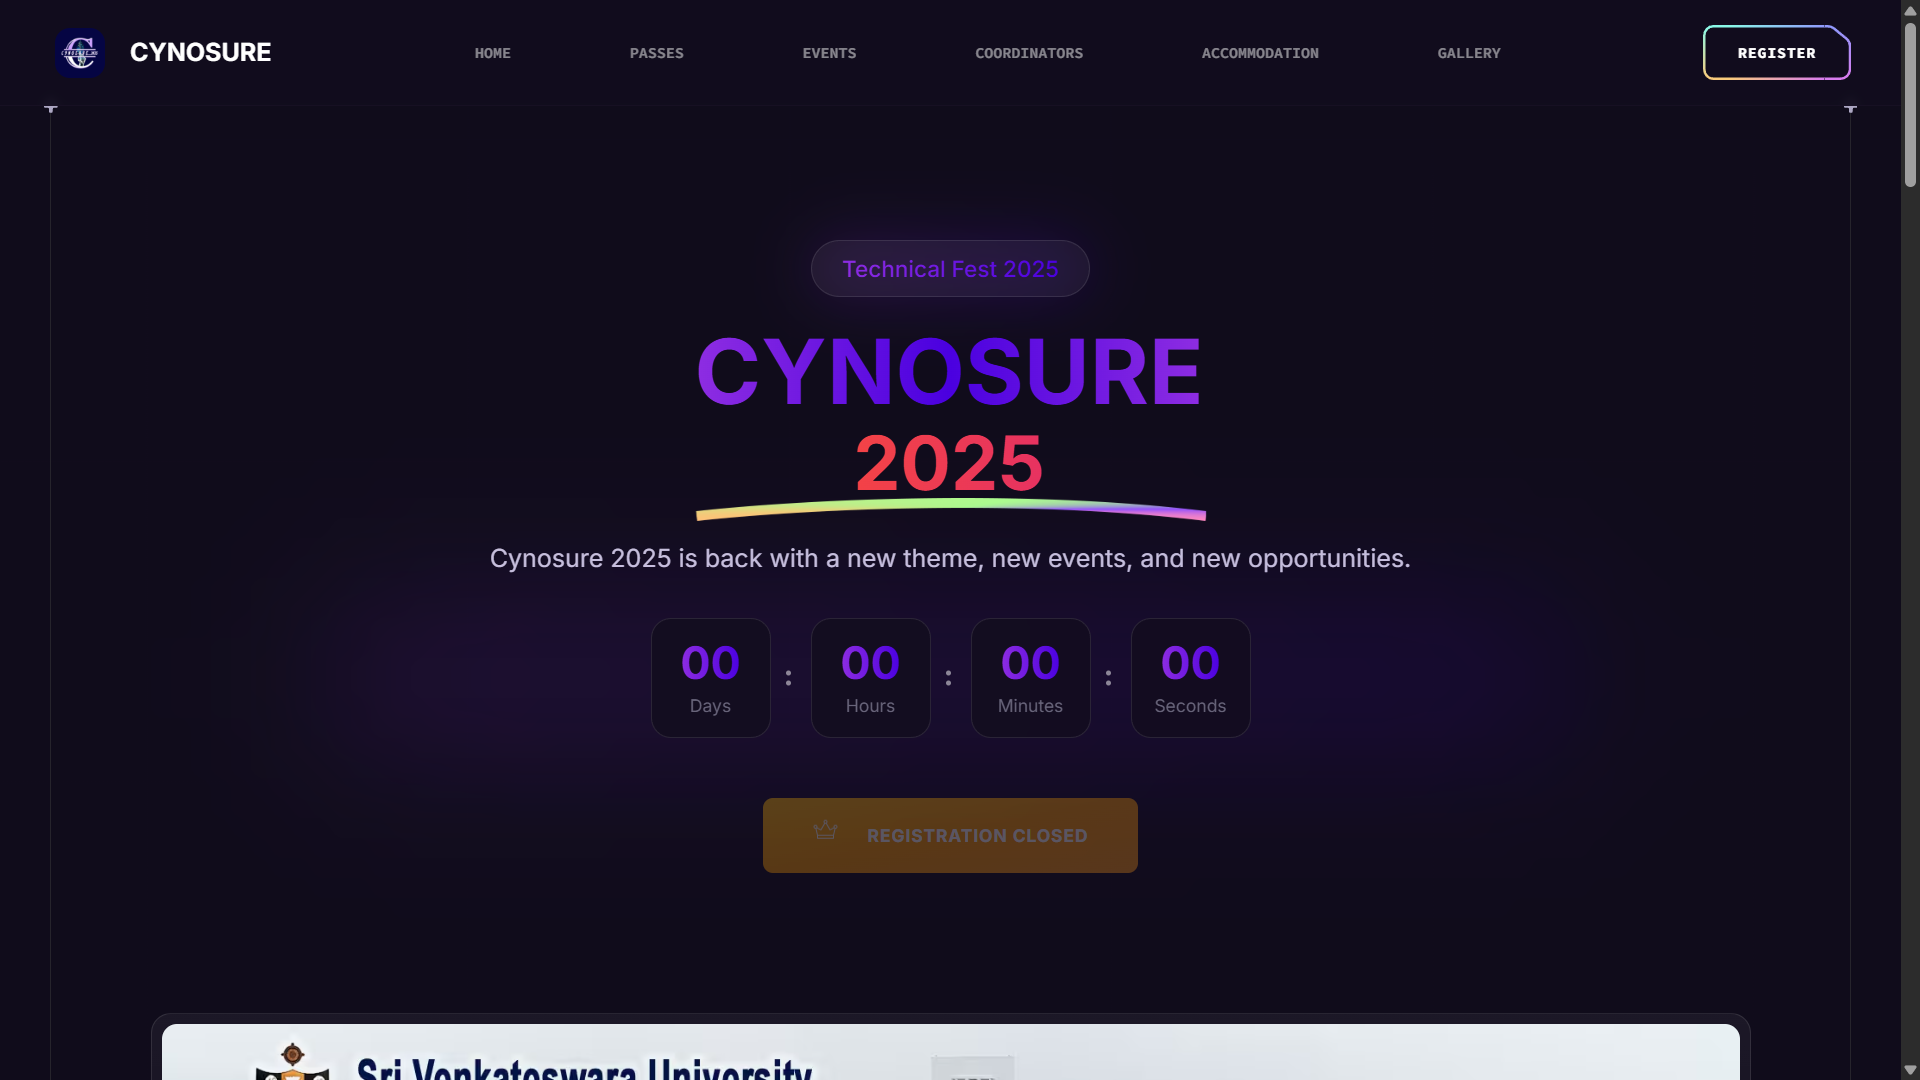 CYNOSURE
HOME
PASSES
EVENTS
COORDINATORS
ACCOMMODATION
GALLERY
REGISTER
Technical Fest 2025
CYNOSURE
2025
Cynosure 2025 is back with a new theme, new events, and new opportunities.
00 : 00 : 00 : 00
Days Hours Minutes Seconds
REGISTRATION CLOSED
Sri Venkateswara University